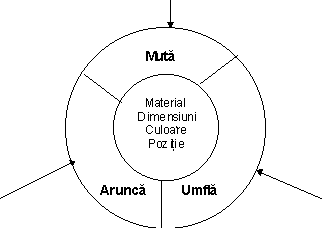 Mută
Material
Dimensiuni
Culoare
Poziție
Aruncă
Umflă